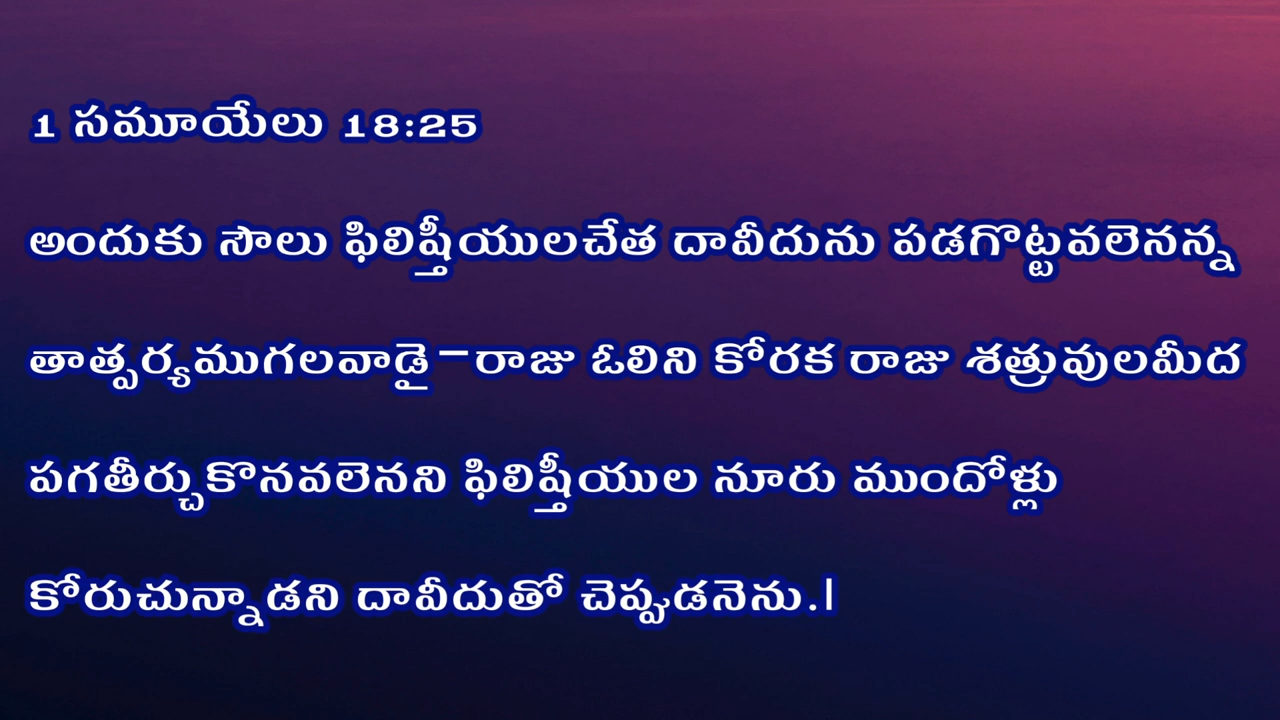 1 సమూయేలు 18:25
అందుకు సౌలు ఫిలిష్తీయులచేత దావీదును పడగొట్టవలెనన్న
తాత్పర్యముగలవాడై–రాజు ఓలిని కోరక రాజు శత్రువులమీద
పగతీర్చుకొనవలెనని ఫిలిష్తీయుల నూరు ముందోళ్లు
కోరుచున్నాడని దావీదుతో చెప్పుడనెను.|